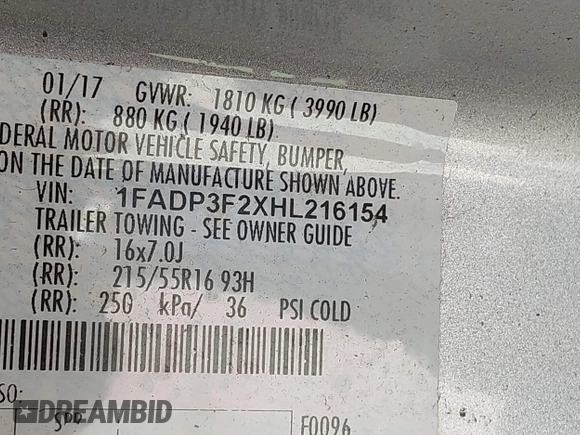 01/17 GVWR: 1810 KG ( 3990 LB)
(RR): 880 KG ( 1940 LB)
DERAL MOTOR VEHICLE SAFETY, BUMPER,
ON THE DATE OF MANUFACTURE SHOWN ABOVE.
VIN: 1FADP3F2XHL216154
TRAILER TOWING - SEE OWNER GUIDE
(RR): 16x7.0J
(RR): 215/55R16 93H
(RR): 250 kPa/ 36 PSI COLD
SO:
F0096
DREAMBID